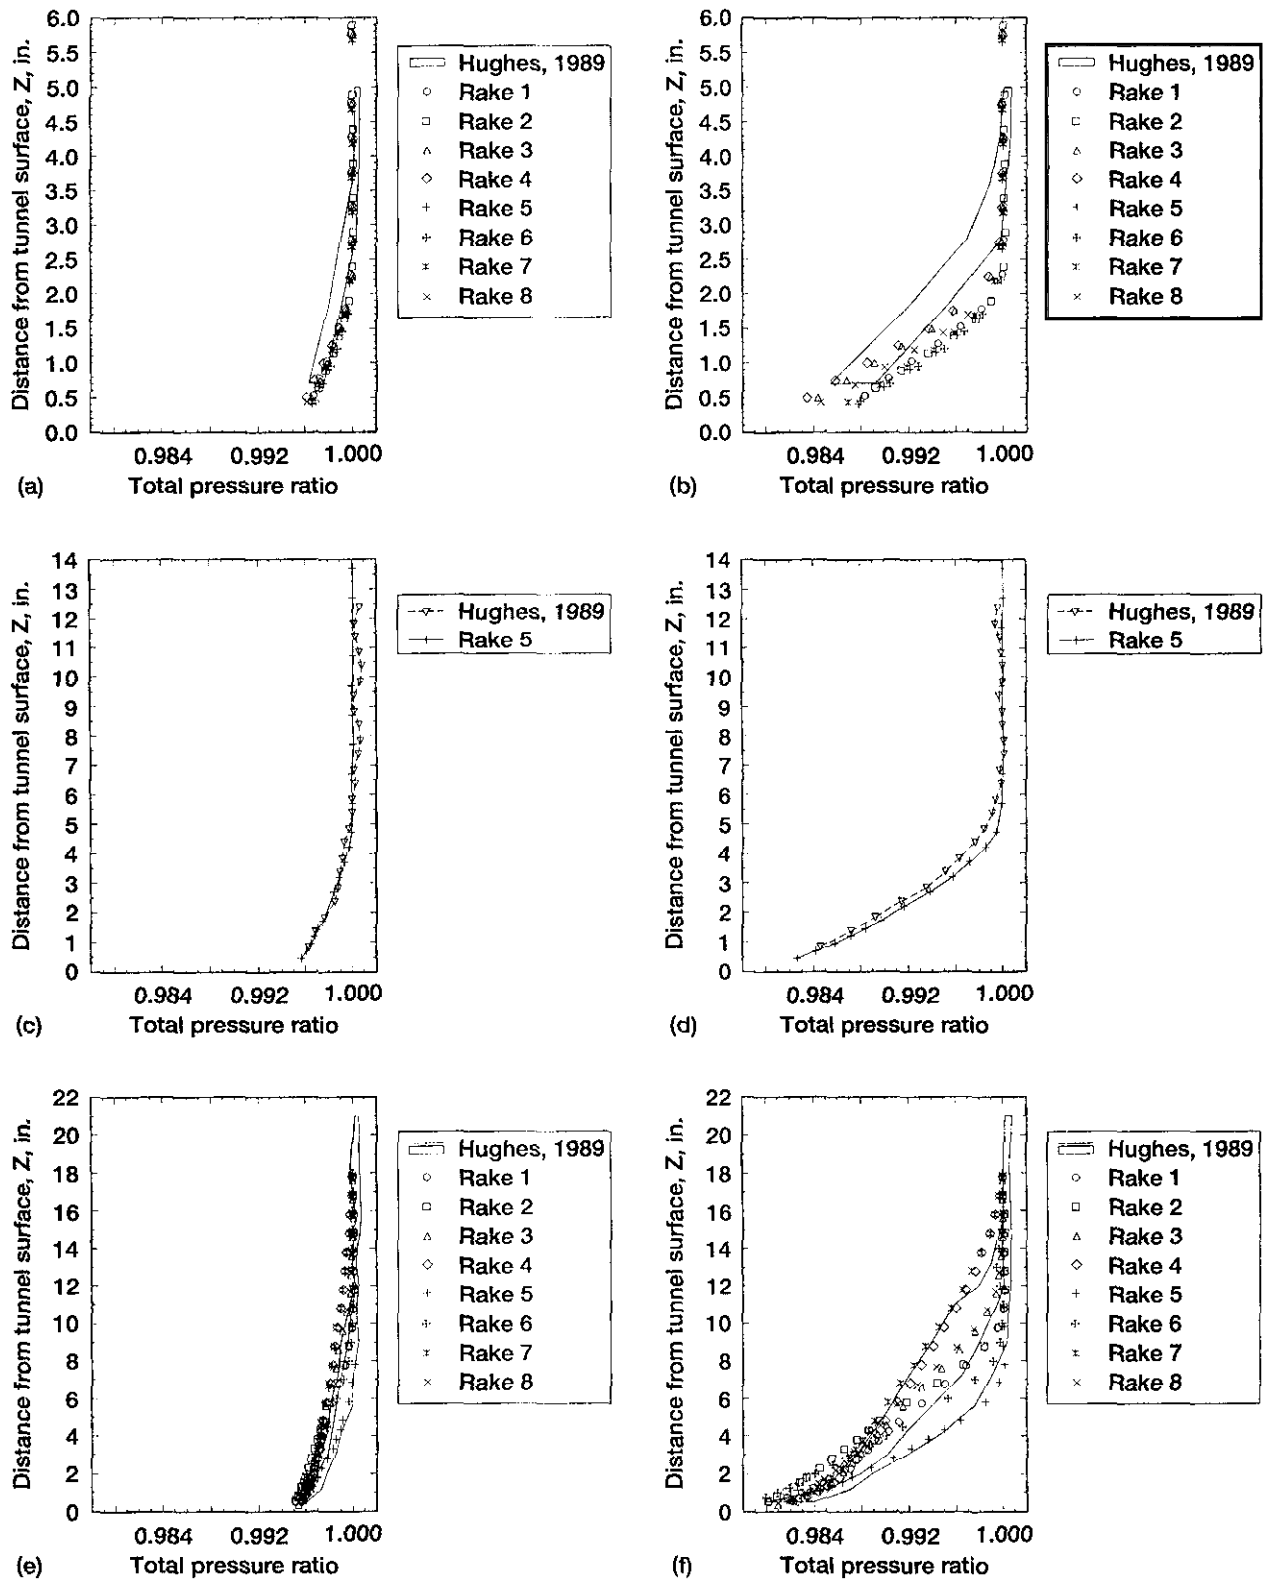 6.0
5.5
5.0
4.5
4.0
3.5
3.0
2.5
2.0
1.5
1.0
0.5
0.0
Distance from tunnel surface, Z, in.
0.984 0.992 1.000
(a) Total pressure ratio
Hughes, 1989
Rake 1
Rake 2
Rake 3
Rake 4
Rake 5
Rake 6
Rake 7
Rake 8
6.0
5.5
5.0
4.5
4.0
3.5
3.0
2.5
2.0
1.5
1.0
0.5
0.0
Distance from tunnel surface, Z, in.
0.984 0.992 1.000
(b) Total pressure ratio
Hughes, 1989
Rake 1
Rake 2
Rake 3
Rake 4
Rake 5
Rake 6
Rake 7
Rake 8
14
13
12
11
10
9
8
7
6
5
4
3
2
1
0
Distance from tunnel surface, Z, in.
0.984 0.992 1.000
(c) Total pressure ratio
Hughes, 1989
Rake 5
14
13
12
11
10
9
8
7
6
5
4
3
2
1
0
Distance from tunnel surface, Z, in.
0.984 0.992 1.000
(d) Total pressure ratio
Hughes, 1989
Rake 5
22
20
18
16
14
12
10
8
6
4
2
0
Distance from tunnel surface, Z, in.
0.984 0.992 1.000
(e) Total pressure ratio
Hughes, 1989
Rake 1
Rake 2
Rake 3
Rake 4
Rake 5
Rake 6
Rake 7
Rake 8
22
20
18
16
14
12
10
8
6
4
2
0
Distance from tunnel surface, Z, in.
0.984 0.992 1.000
(f) Total pressure ratio
Hughes, 1989
Rake 1
Rake 2
Rake 3
Rake 4
Rake 5
Rake 6
Rake 7
Rake 8